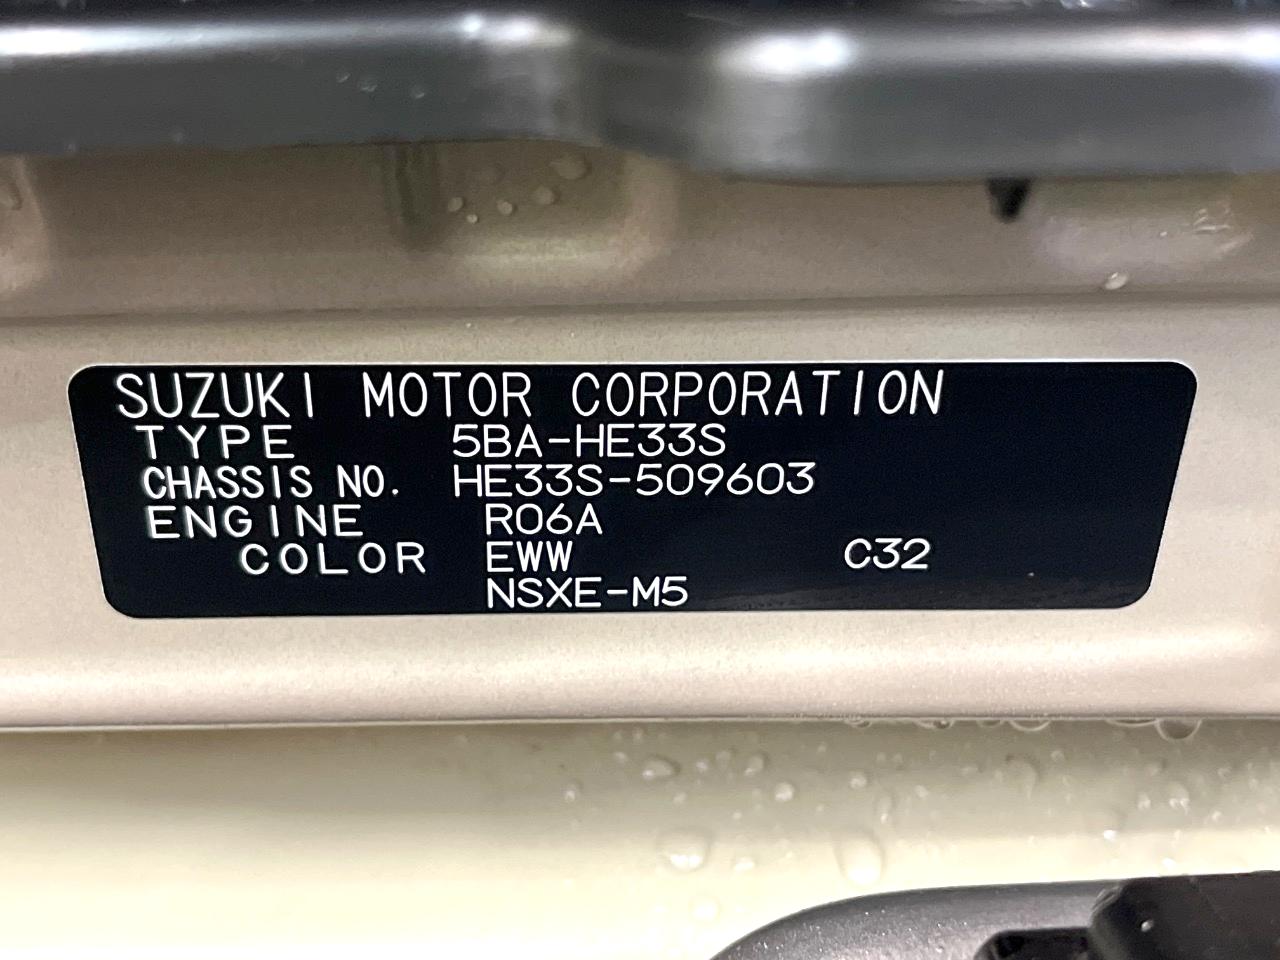 SUZUKI MOTOR CORPORATION
TYPE 5BA-HE33S
CHASSIS NO. HE33S-509603
ENGINE R06A
COLOR EWW C32
NSXE-M5